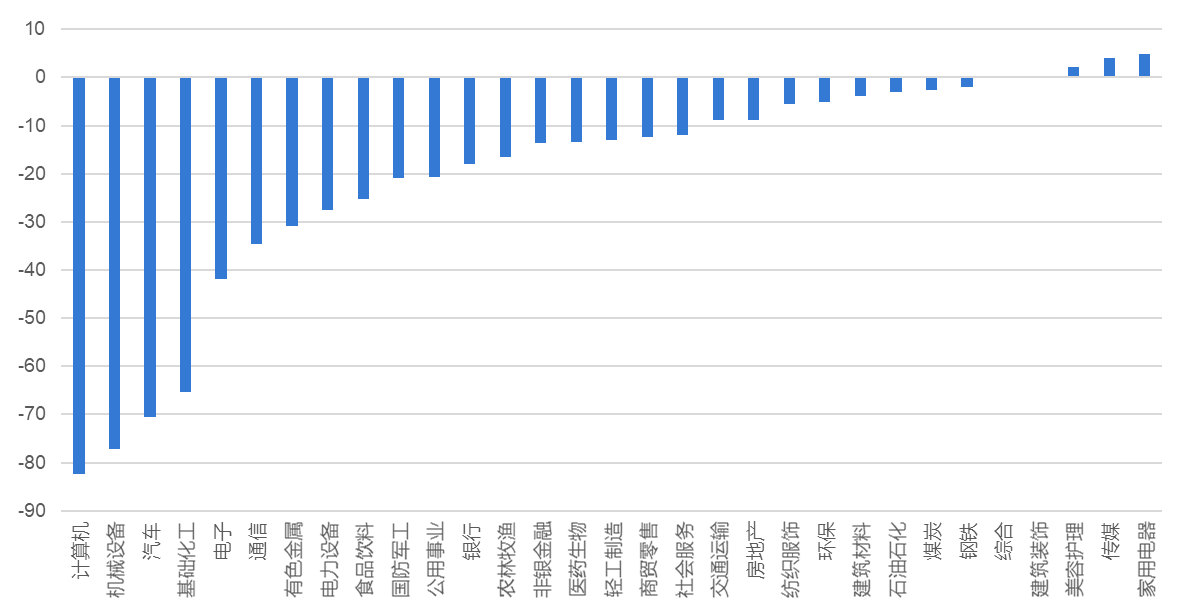 10
0
-10
-20
-30
-40
-50
-60
-70
-80
-90
计算机
机械设备
汽车
基础化工
电子
通信
有色金属
电力设备
食品饮料
国防军工
公用事业
银行
农林牧渔
非银金融
医药生物
轻工制造
商贸零售
社会服务
交通运输
房地产
纺织服饰
环保
建筑材料
石油石化
煤炭
钢铁
综合
建筑装饰
美容护理
传媒
家用电器